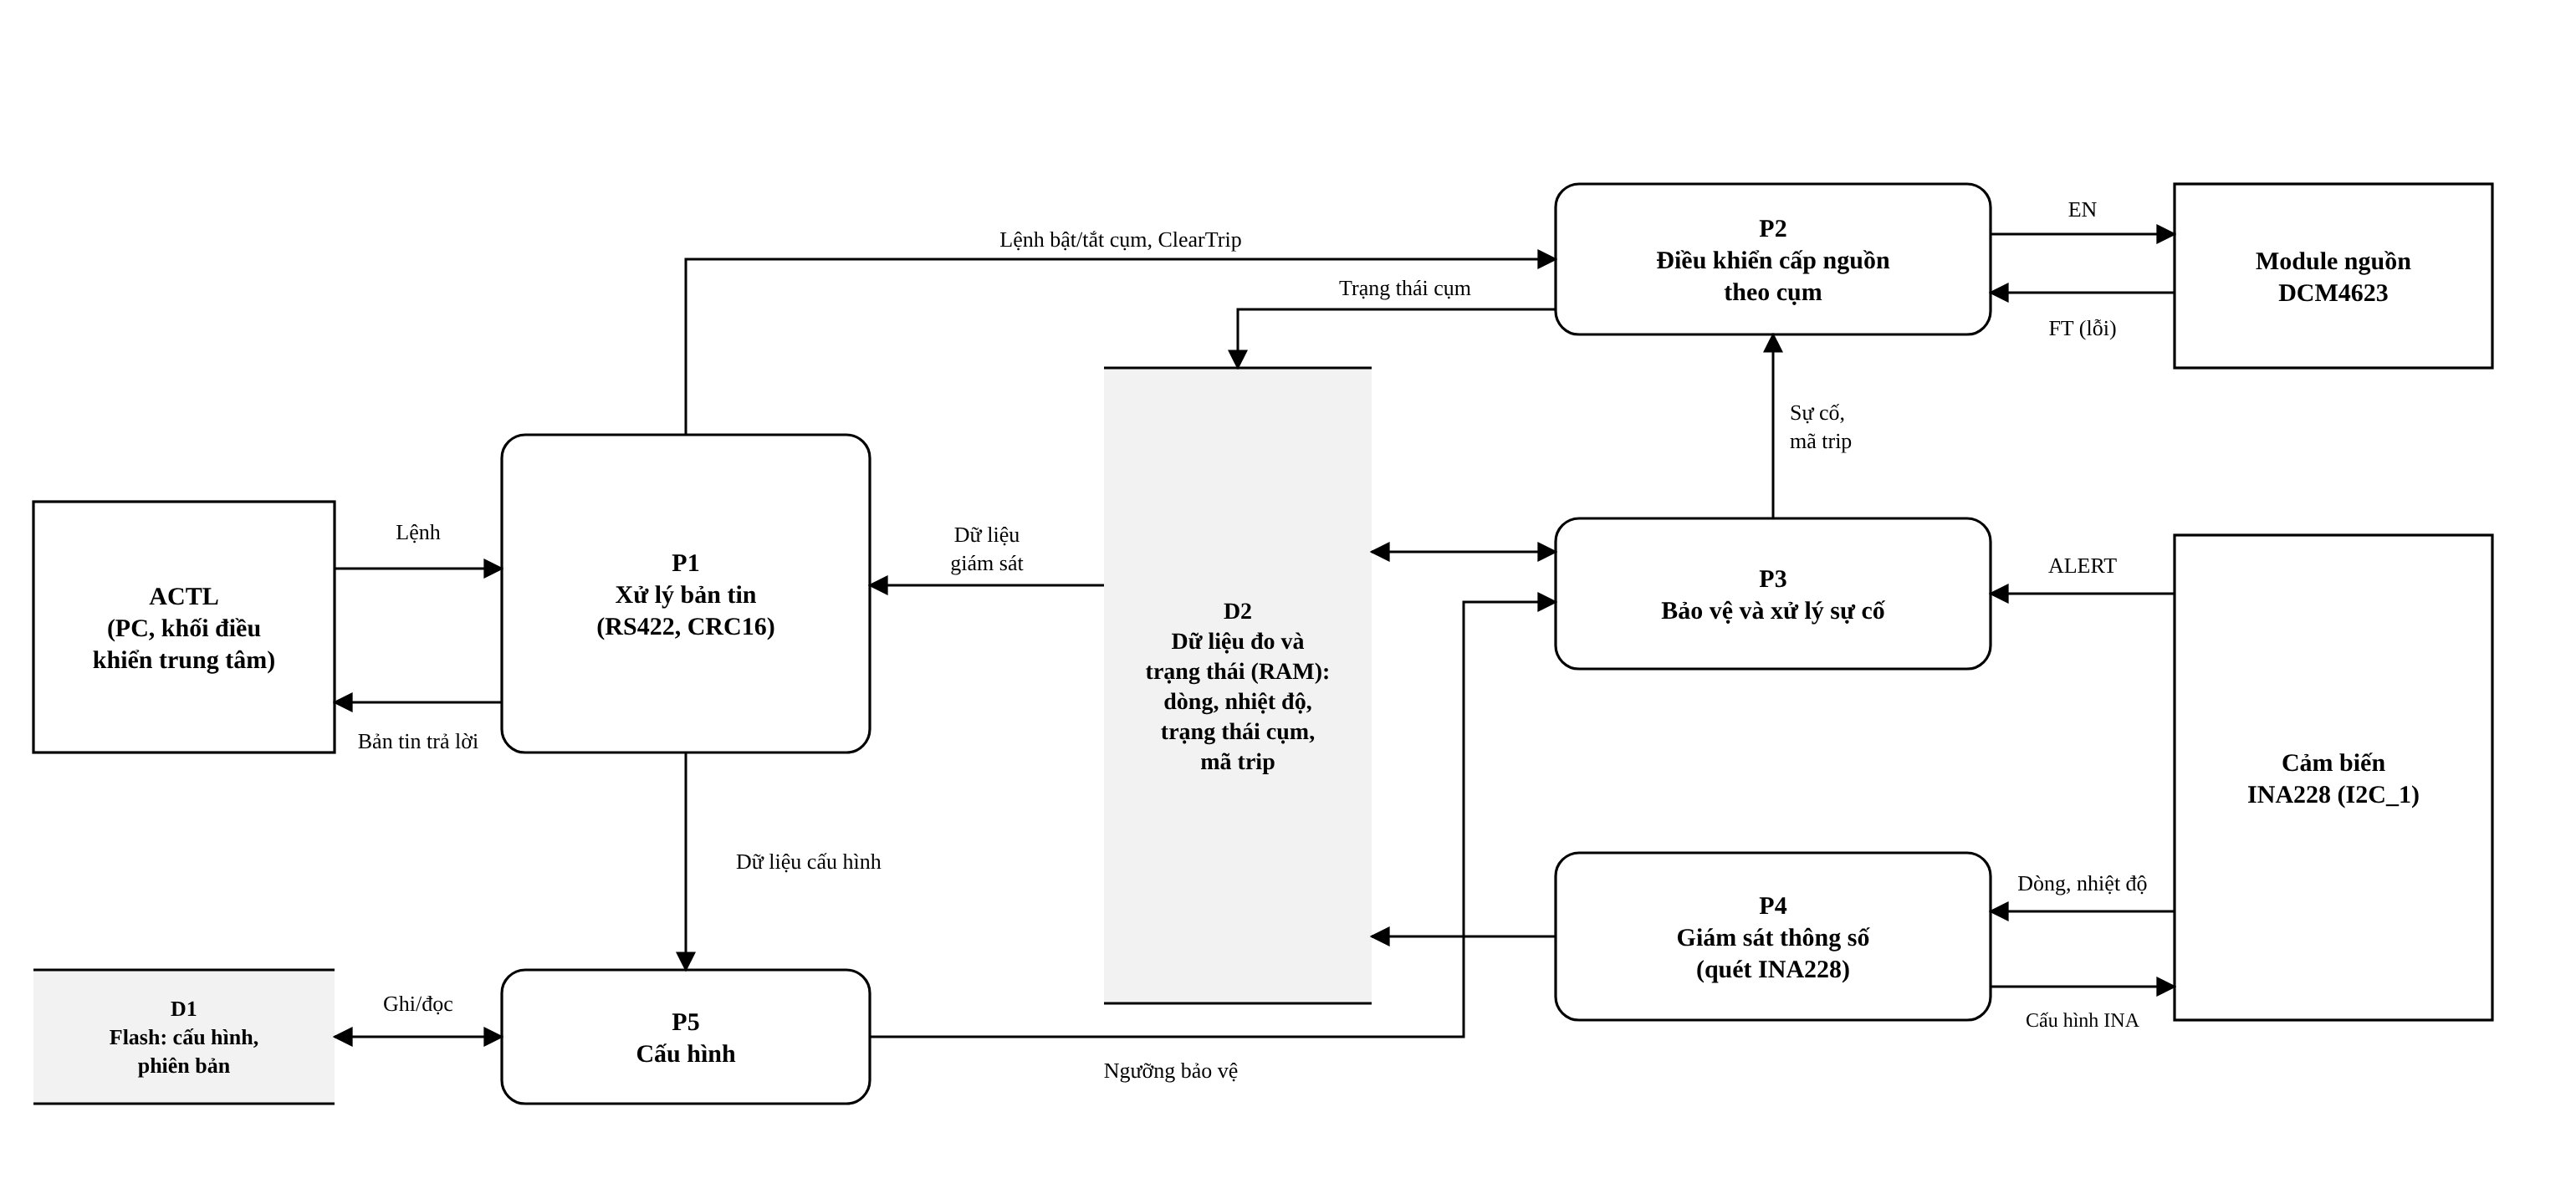 Lệnh bật/tắt cụm, ClearTrip
Trạng thái cụm
P2
Điều khiển cấp nguồn
theo cụm
EN
FT (lỗi)
Module nguồn
DCM4623
Sự cố,
mã trip
ACTL
(PC, khối điều
khiển trung tâm)
Lệnh
Bản tin trả lời
P1
Xử lý bản tin
(RS422, CRC16)
Dữ liệu
giám sát
D2
Dữ liệu đo và
trạng thái (RAM):
dòng, nhiệt độ,
trạng thái cụm,
mã trip
P3
Bảo vệ và xử lý sự cố
ALERT
Cảm biến
INA228 (I2C_1)
Dữ liệu cấu hình
P4
Giám sát thông số
(quét INA228)
Dòng, nhiệt độ
Cấu hình INA
D1
Flash: cấu hình,
phiên bản
Ghi/đọc
P5
Cấu hình
Ngưỡng bảo vệ